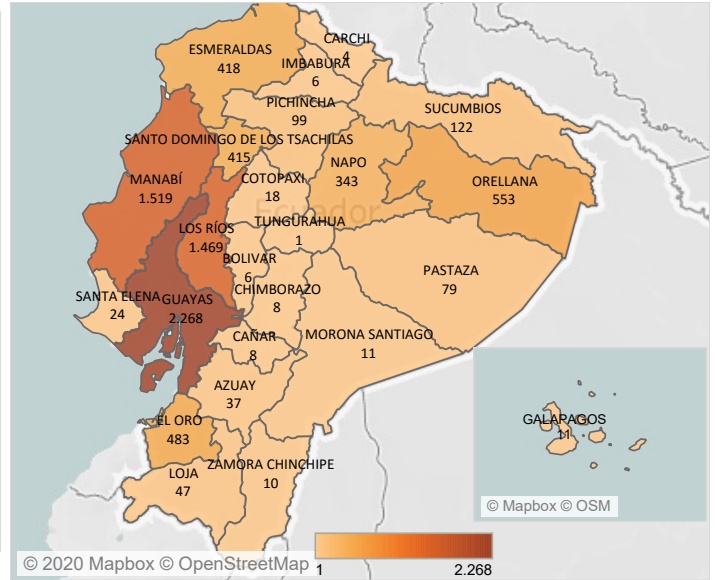 CARCHI
4
ESMERALDAS
418
IMBABURA
6
PICHINCHA
99
SUCUMBIOS
122
SANTO DOMINGO DE LOS TSACHILAS
415
NAPO
343
COTOPAXI
18
MANABÍ
1.519
ORELLANA
553
Ecuador
TUNGURAHUA
1
LOS RÍOS
1.469
BOLIVAR
6
PASTAZA
79
CHIMBORAZO
8
SANTA ELENA
24
GUAYAS
2.268
MORONA SANTIAGO
11
CAÑAR
8
AZUAY
37
EL ORO
483
GALAPAGOS
11
ZAMORA CHINCHIPE
10
LOJA
47
© Mapbox © OSM
© 2020 Mapbox © OpenStreetMap
1
2.268